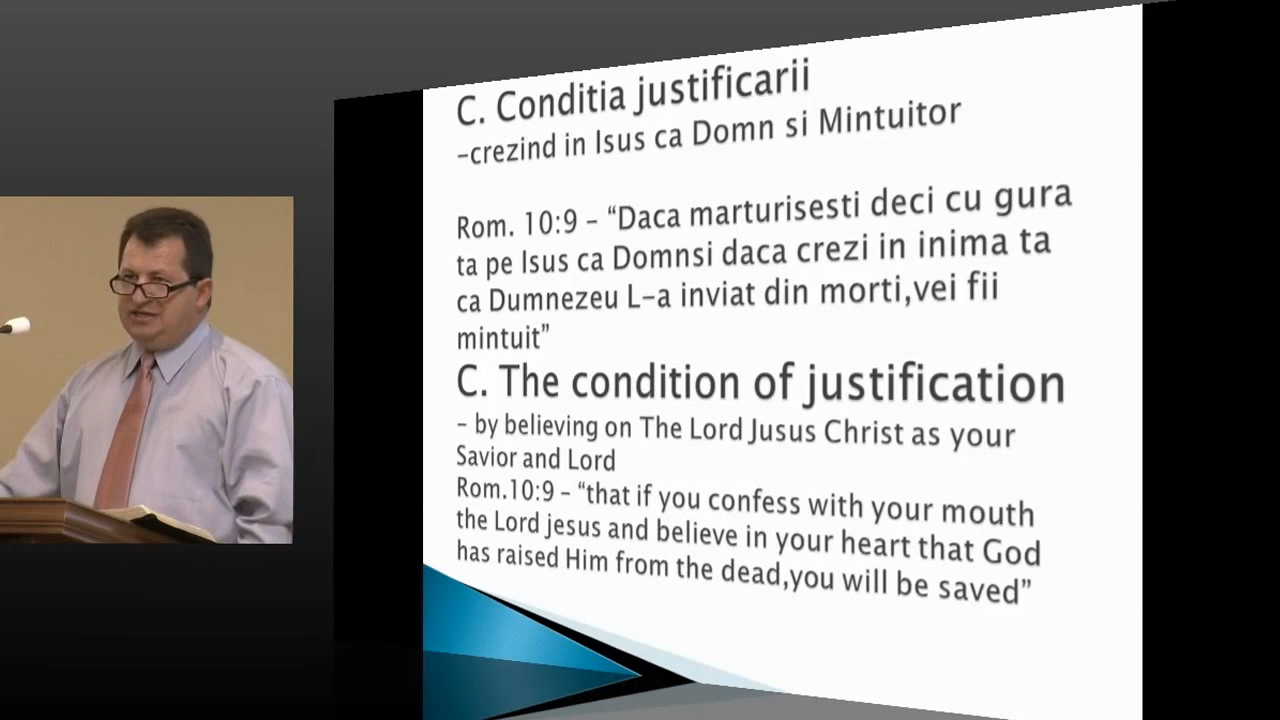 C. Conditia justificarii
-crezind in Isus ca Domn si Mintuitor
Rom. 10:9 - “Daca marturisesti deci cu gura
ta pe Isus ca Domnsi daca crezi in inima ta
ca Dumnezeu L-a inviat din morti,vei fii
mintuit”
C. The condition of justification
- by believing on The Lord Jusus Christ as your
Savior and Lord
Rom.10:9 - “that if you confess with your mouth
the Lord jesus and believe in your heart that God
has raised Him from the dead,you will be saved”